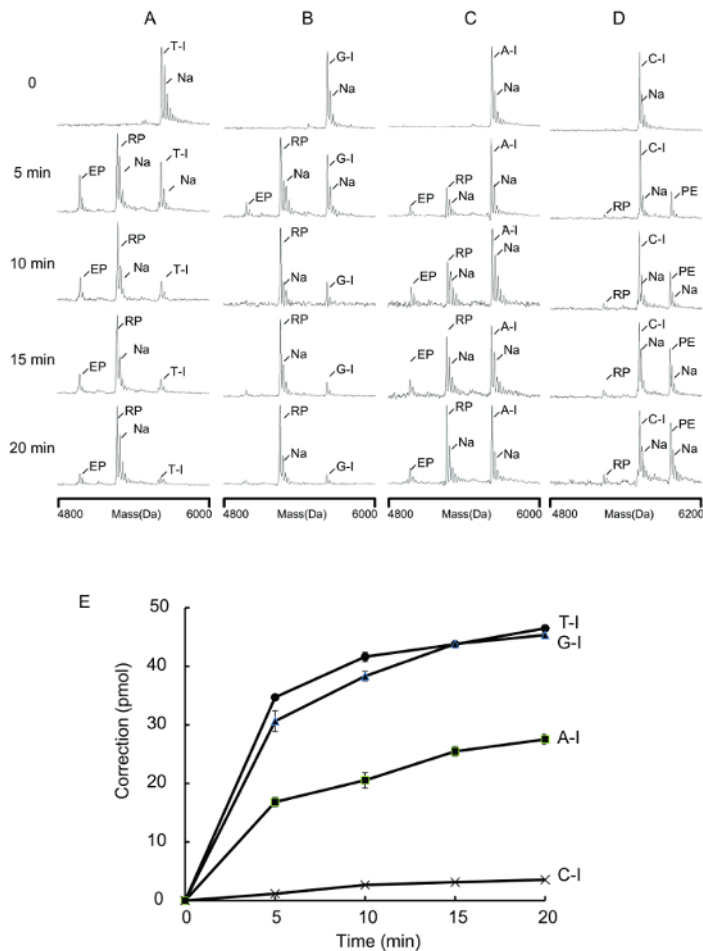 A B C D
0
T-I
Na
G-I
Na
A-I
Na
C-I
Na
5 min
EP
RP
Na
T-I
Na
EP
RP
Na
G-I
Na
EP
RP
Na
A-I
Na
RP
C-I
Na
PE
10 min
EP
RP
Na
T-I
RP
Na
G-I
EP
RP
Na
A-I
Na
RP
C-I
PE
Na
15 min
EP
RP
Na
T-I
RP
Na
G-I
EP
RP
Na
A-I
Na
RP
C-I
Na
PE
Na
20 min
EP
RP
Na
T-I
RP
Na
G-I
EP
RP
Na
A-I
Na
RP
C-I
Na
PE
Na
4800 Mass(Da) 6000
4800 Mass(Da) 6000
4800 Mass(Da) 6000
4800 Mass(Da) 6200
E
Correction (pmol)
50
40
30
20
10
0
T-I
G-I
A-I
C-I
0 5 10 15 20
Time (min)